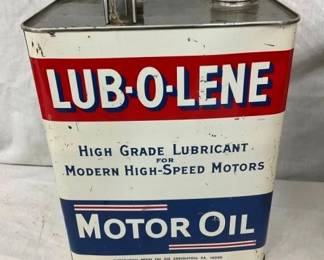 LUB-O-LENE
HIGH GRADE LUBRICANT
FOR
MODERN HIGH-SPEED MOTORS
MOTOR OIL